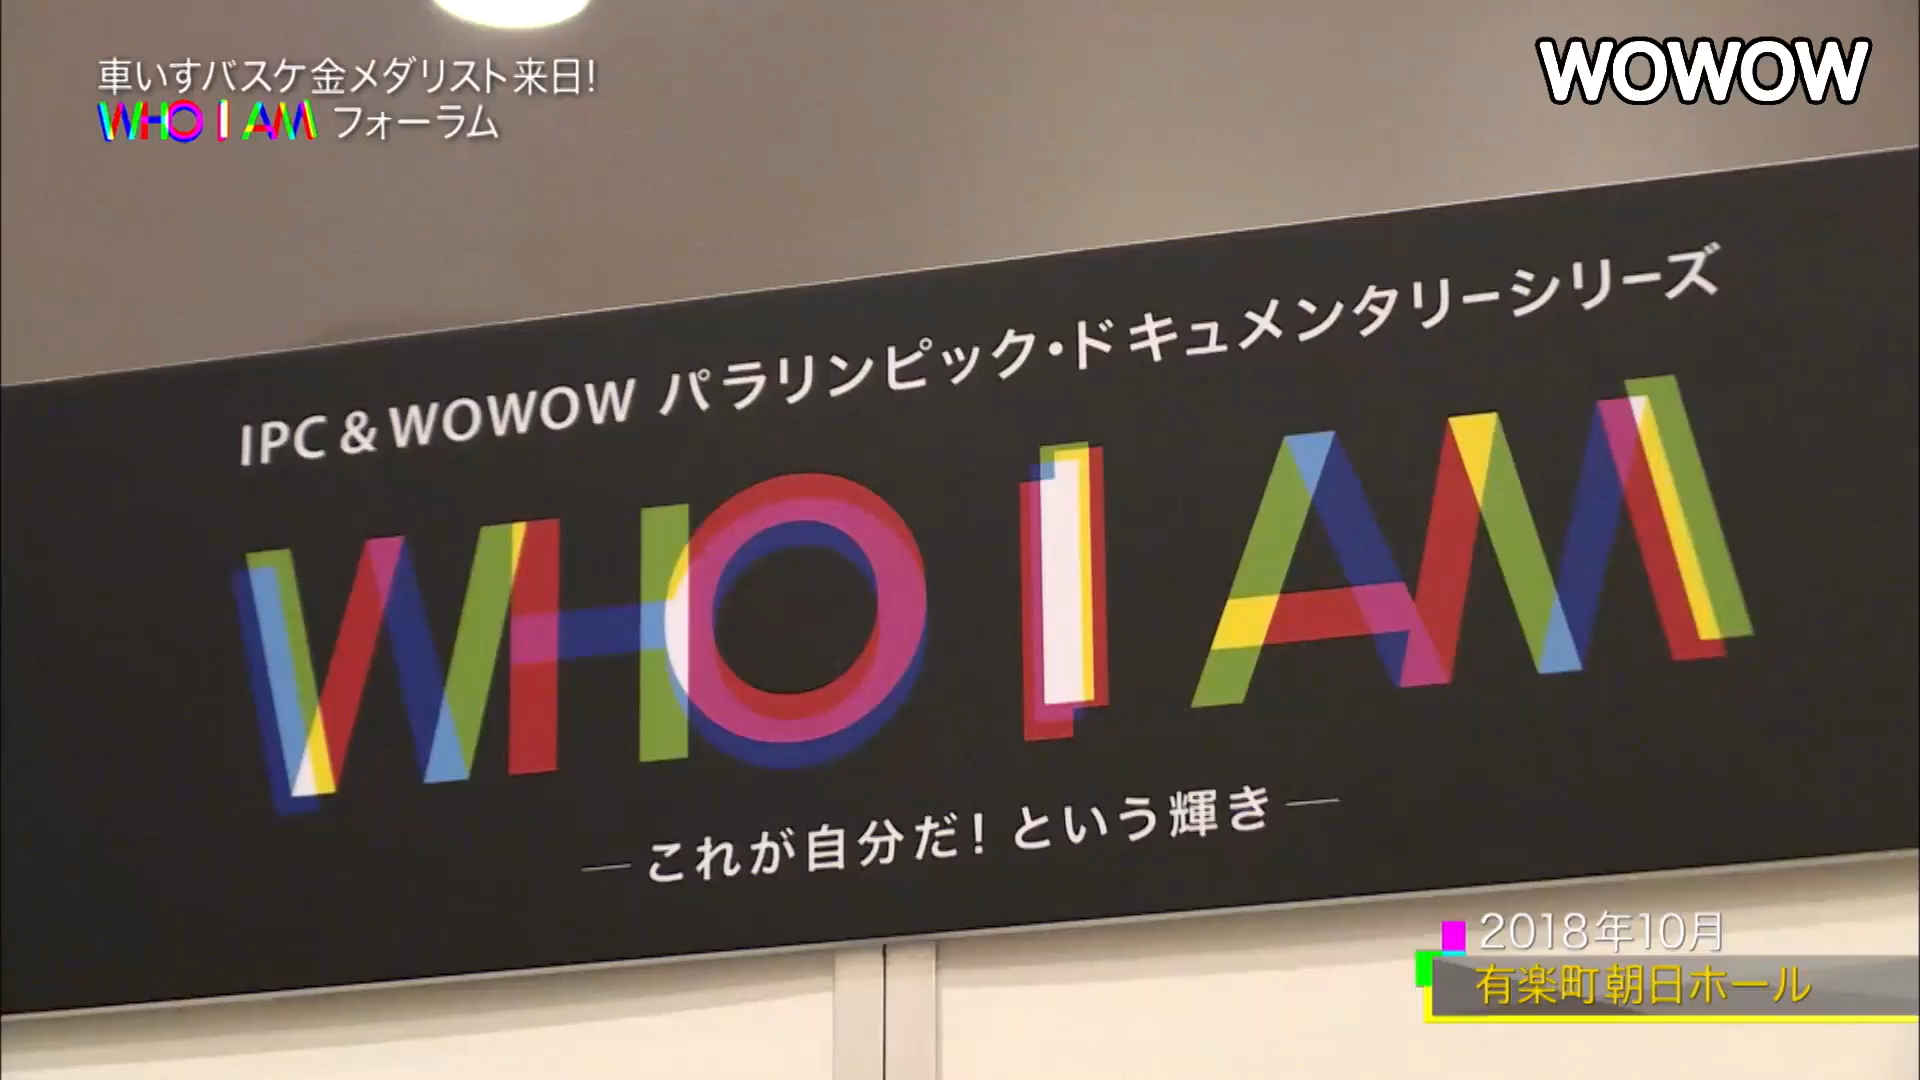 車いすバスケ金メダリスト来日!
WHO I AM フォーラム
WOWOW
IPC & WOWOW パラリンピック・ドキュメンタリーシリーズ
WHO I AM
―これが自分だ! という輝き―
2018年10月
有楽町朝日ホール